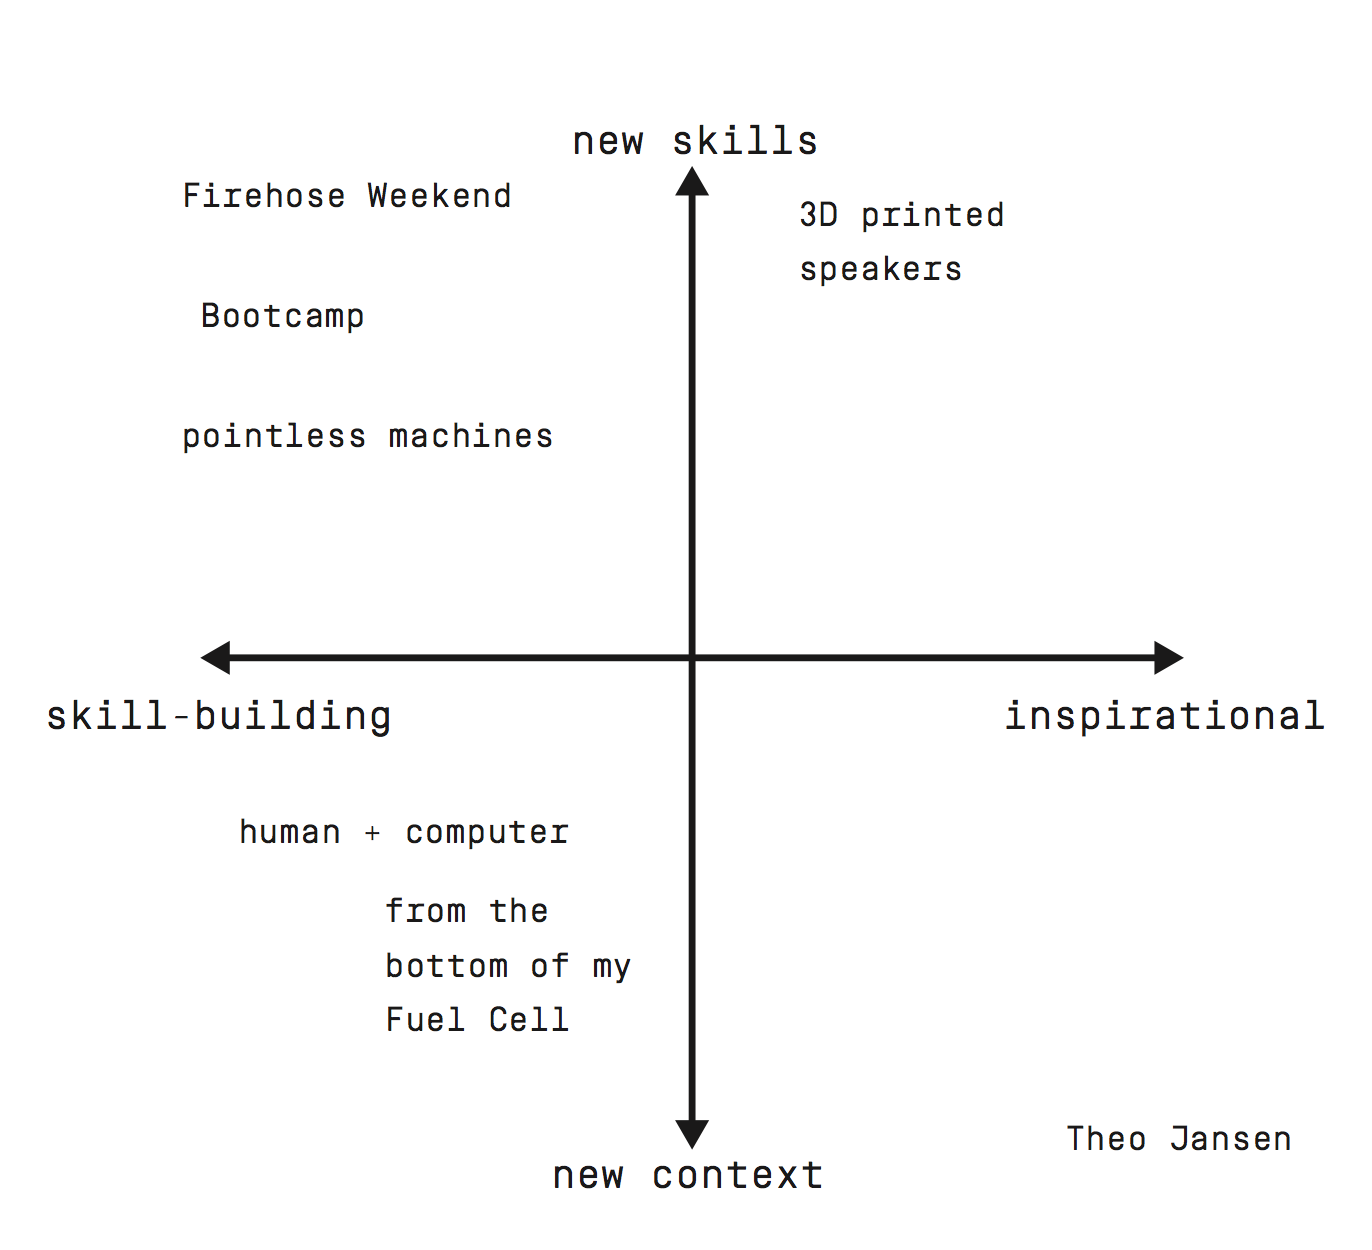 new skills
Firehose Weekend
3D printed
speakers
Bootcamp
pointless machines
skill-building
inspirational
human + computer
from the
bottom of my
Fuel Cell
Theo Jansen
new context